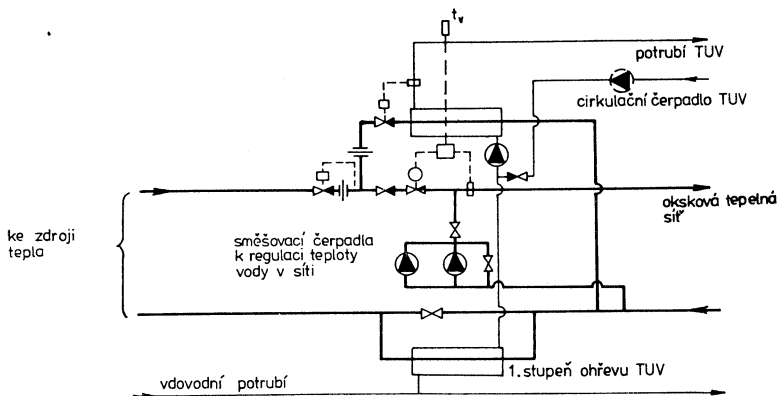 tᵥ
potrubí TUV
cirkulační čerpadlo TUV
oksková tepelná
síť
ke zdroji
tepla
směšovací čerpadla
k regulaci teploty
vody v síti
1. stupeň ohřevu TUV
vdovodní potrubí